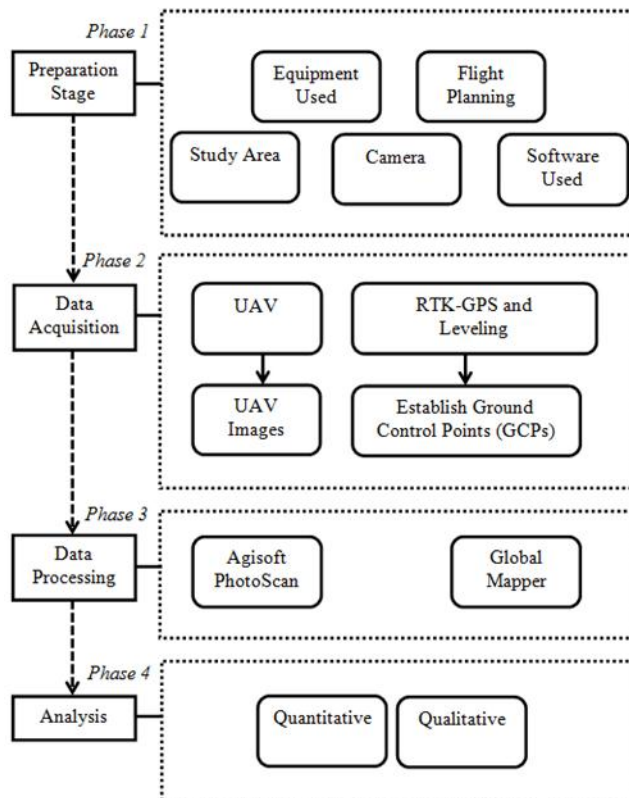 Phase 1
Preparation
Stage
Equipment
Used
Flight
Planning
Study Area
Camera
Software
Used
Phase 2
Data
Acquisition
UAV
RTK-GPS and
Leveling
UAV
Images
Establish Ground
Control Points (GCPs)
Phase 3
Data
Processing
Agisoft
PhotoScan
Global
Mapper
Phase 4
Analysis
Quantitative
Qualitative